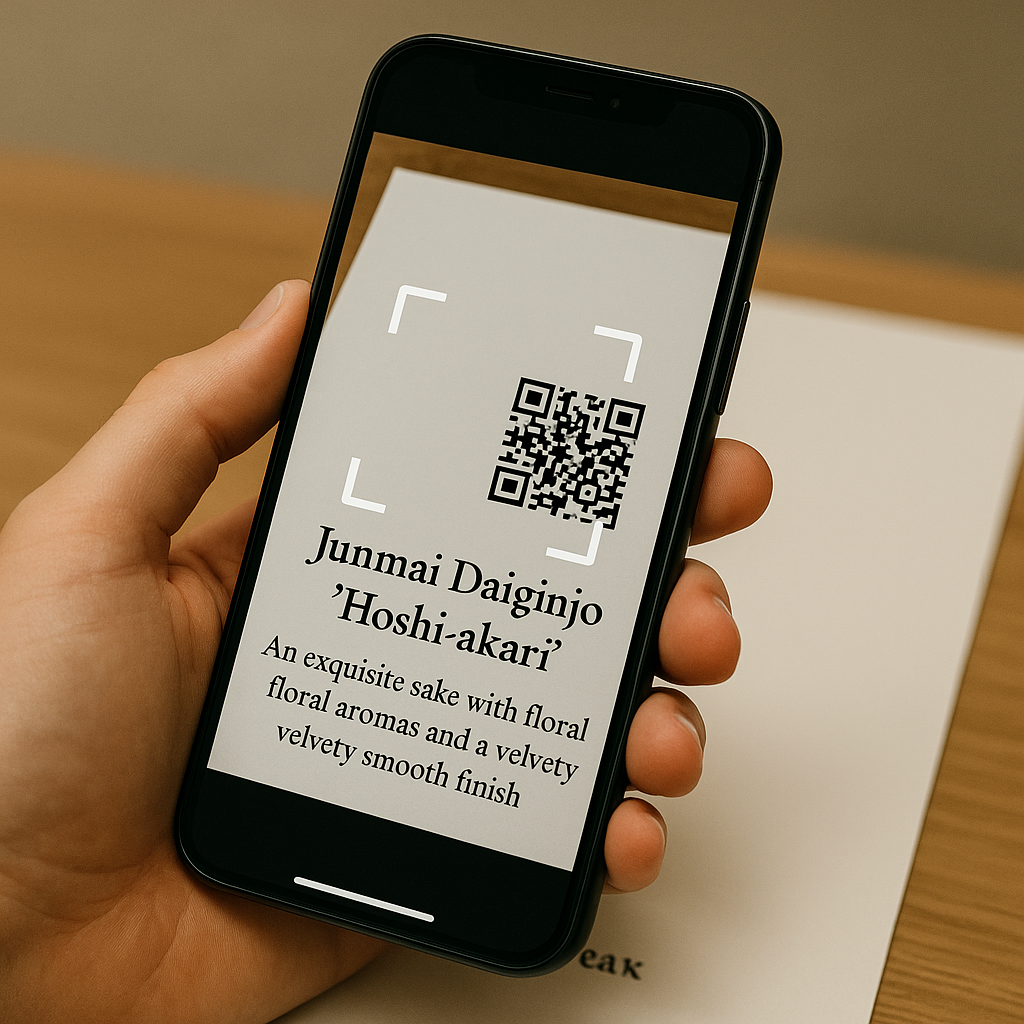 Junmai Daiginjo
’Hoshi-akari’
An exquisite sake with floral
floral aromas and a velvety
velvety smooth finish
eak